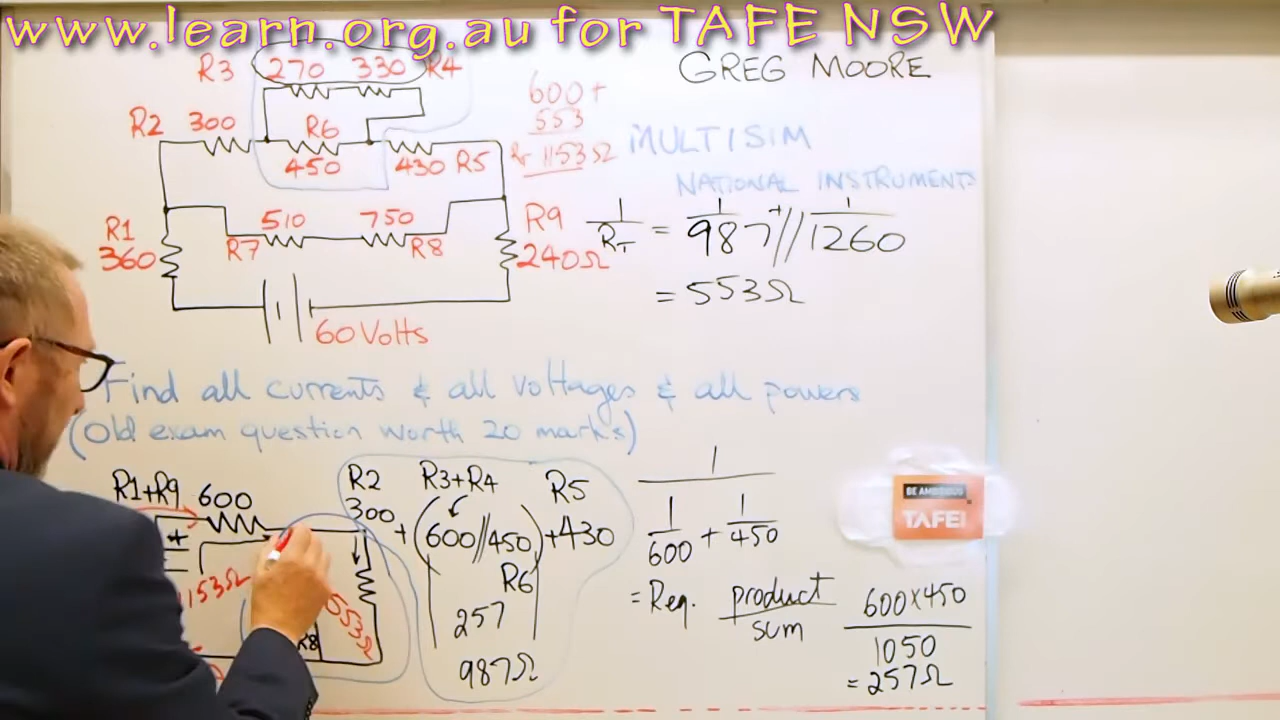 www.learn.org.au for TAFE NSW
R3 270 330 R4
GREG MOORE
R2 300 R6
450 430 R5
600+
553
RT 1153Ω
MULTISIM
NATIONAL INSTRUMENTS
R1
360
510 750
R7 R8
R9
240Ω
60 Volts
1/RT = 1/987 + // 1/1260
= 553Ω
Find all currents & all voltages & all powers
(Old exam question worth 20 marks)
R1+R9 600
1153Ω
553Ω
R8
R2 R3+R4 R5
300 + (600//450) +430
R6
257
987Ω
1
1/600 + 1/450
= Req. product/sum
600×450
1050
= 257Ω
BE AMBITIOUS
TAFE